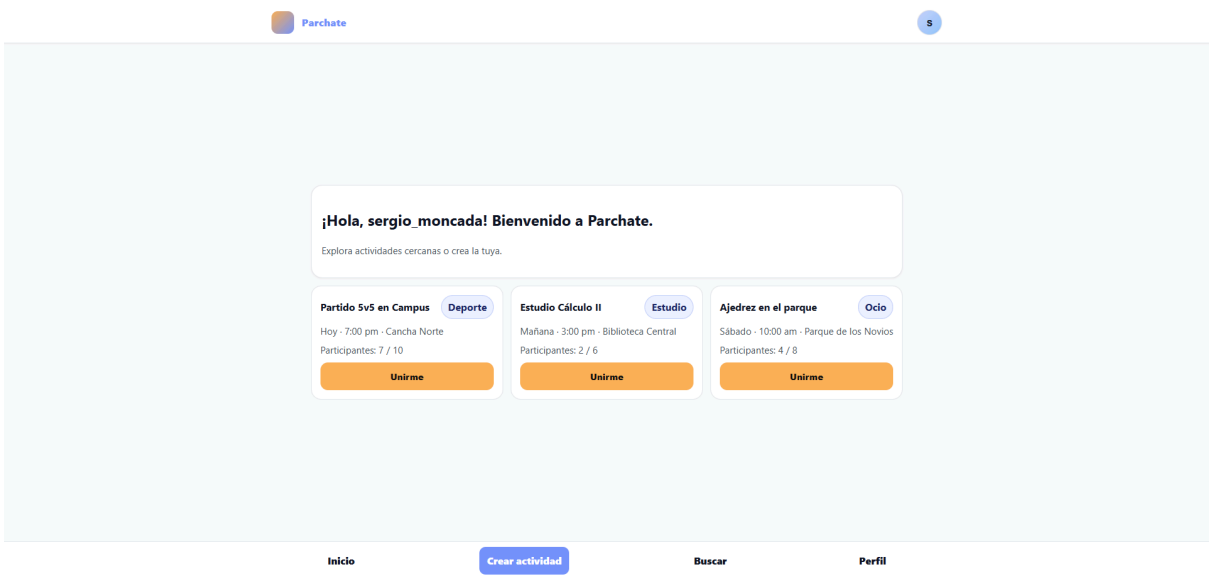 Parchate
S
¡Hola, sergio_moncada! Bienvenido a Parchate.
Explora actividades cercanas o crea la tuya.
Partido 5v5 en Campus
Deporte
Hoy · 7:00 pm · Cancha Norte
Participantes: 7 / 10
Unirme
Estudio Cálculo II
Estudio
Mañana · 3:00 pm · Biblioteca Central
Participantes: 2 / 6
Unirme
Ajedrez en el parque
Ocio
Sábado · 10:00 am · Parque de los Novios
Participantes: 4 / 8
Unirme
Inicio
Crear actividad
Buscar
Perfil